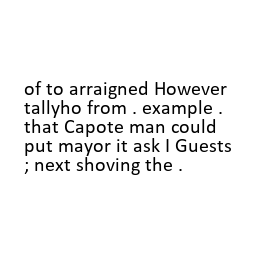 of to arraigned However
tallyho from . example .
that Capote man could
put mayor it ask I Guests
; next shoving the .